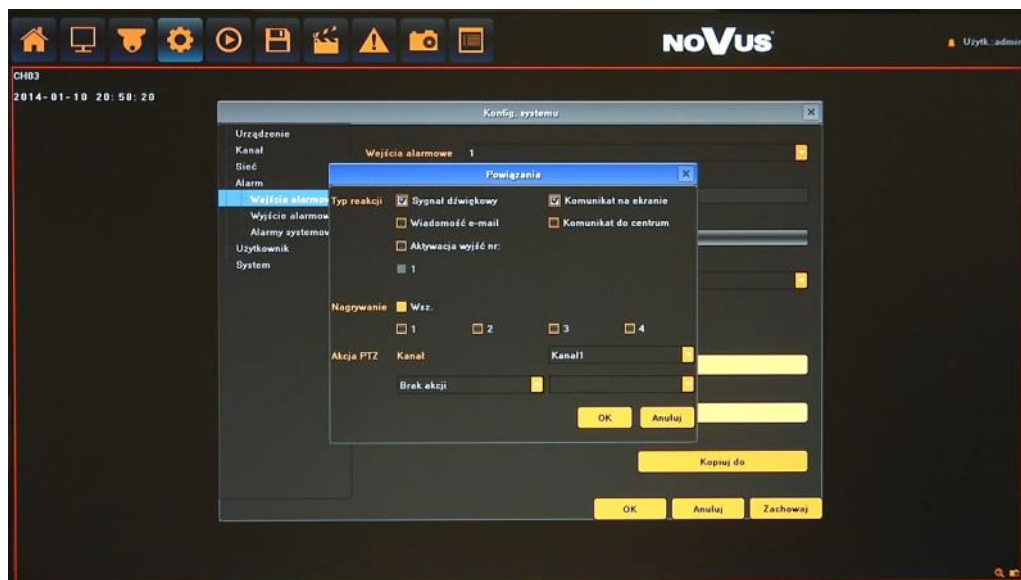 NOVUS
Użytk.:admin
CH03
2014-01-10 20:58:20
Konfig. systemu
Urządzenie
Kanał
Sieć
Alarm
Wejścia alarmow
Wyjście alarmow
Alarmy systemow
Użytkownik
System
Wejścia alarmowe 1
Powiązania
Typ reakcji Sygnał dźwiękowy Komunikat na ekranie
Wiadomość e-mail Komunikat do centrum
Aktywacja wyjść nr:
1
Nagrywanie Wsz.
1 2 3 4
Akcja PTZ Kanał Kanał1
Brak akcji
OK Anuluj
Kopiuj do
OK Anuluj Zachowaj